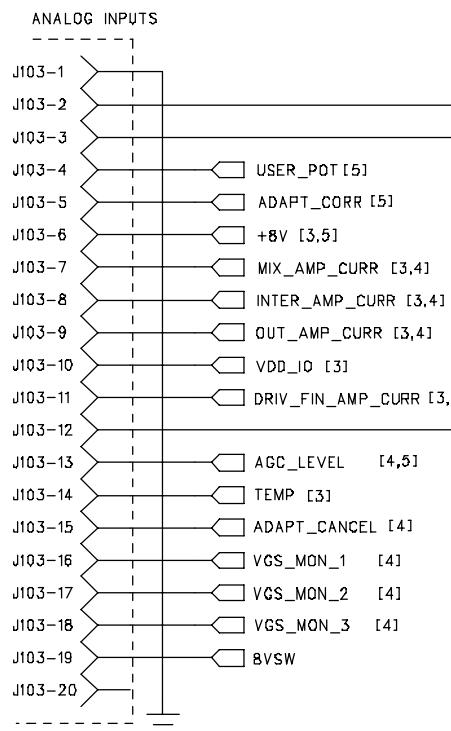 ANALOG INPUTS
J103-1
J103-2
J103-3
J103-4 USER_POT [5]
J103-5 ADAPT_CORR [5]
J103-6 +8V [3,5]
J103-7 MIX_AMP_CURR [3,4]
J103-8 INTER_AMP_CURR [3,4]
J103-9 OUT_AMP_CURR [3,4]
J103-10 VDD_IO [3]
J103-11 DRIV_FIN_AMP_CURR [3,
J103-12
J103-13 AGC_LEVEL [4,5]
J103-14 TEMP [3]
J103-15 ADAPT_CANCEL [4]
J103-16 VGS_MON_1 [4]
J103-17 VGS_MON_2 [4]
J103-18 VGS_MON_3 [4]
J103-19 8VSW
J103-20